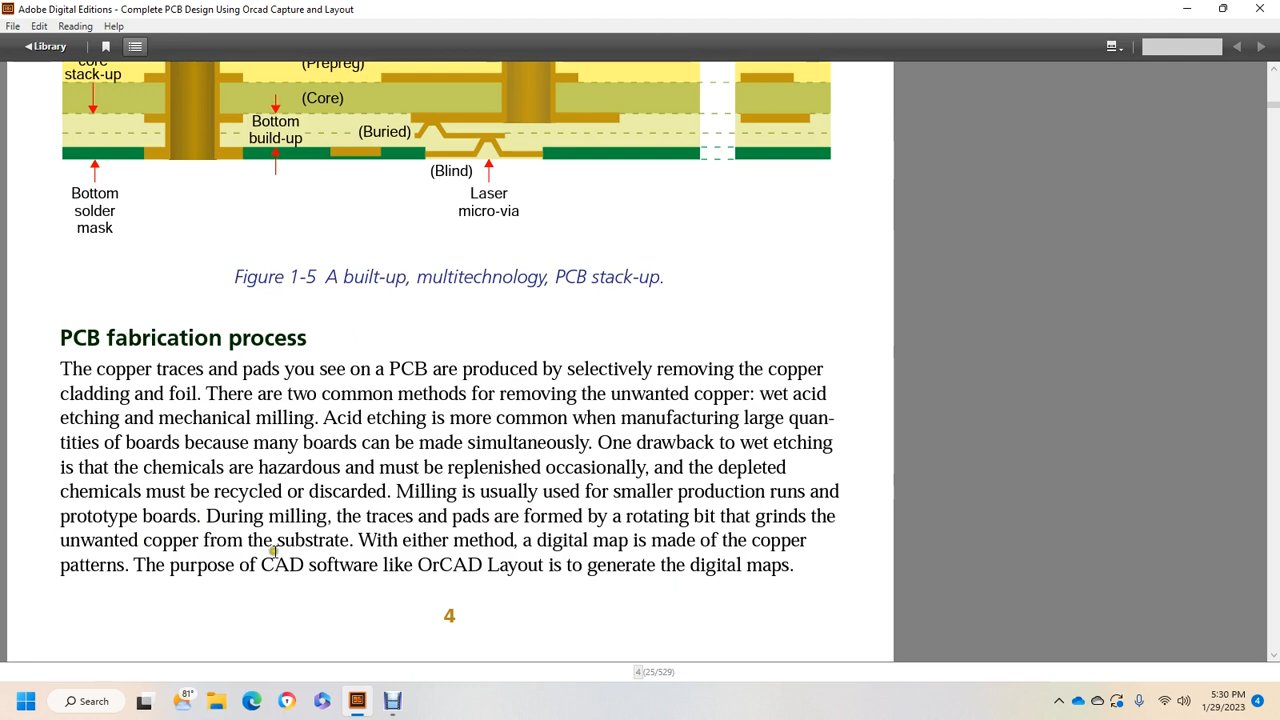 Adobe Digital Editions - Complete PCB Design Using Orcad Capture and Layout
File Edit Reading Help
Library
core
stack-up
(Prepreg)
(Core)
Bottom
build-up
(Buried)
(Blind)
Bottom
solder
mask
Laser
micro-via
Figure 1-5 A built-up, multitechnology, PCB stack-up.
PCB fabrication process
The copper traces and pads you see on a PCB are produced by selectively removing the copper
cladding and foil. There are two common methods for removing the unwanted copper: wet acid
etching and mechanical milling. Acid etching is more common when manufacturing large quan-
tities of boards because many boards can be made simultaneously. One drawback to wet etching
is that the chemicals are hazardous and must be replenished occasionally, and the depleted
chemicals must be recycled or discarded. Milling is usually used for smaller production runs and
prototype boards. During milling, the traces and pads are formed by a rotating bit that grinds the
unwanted copper from the substrate. With either method, a digital map is made of the copper
patterns. The purpose of CAD software like OrCAD Layout is to generate the digital maps.
4
4 (25/529)
Search
81°
5:30 PM
1/29/2023
4